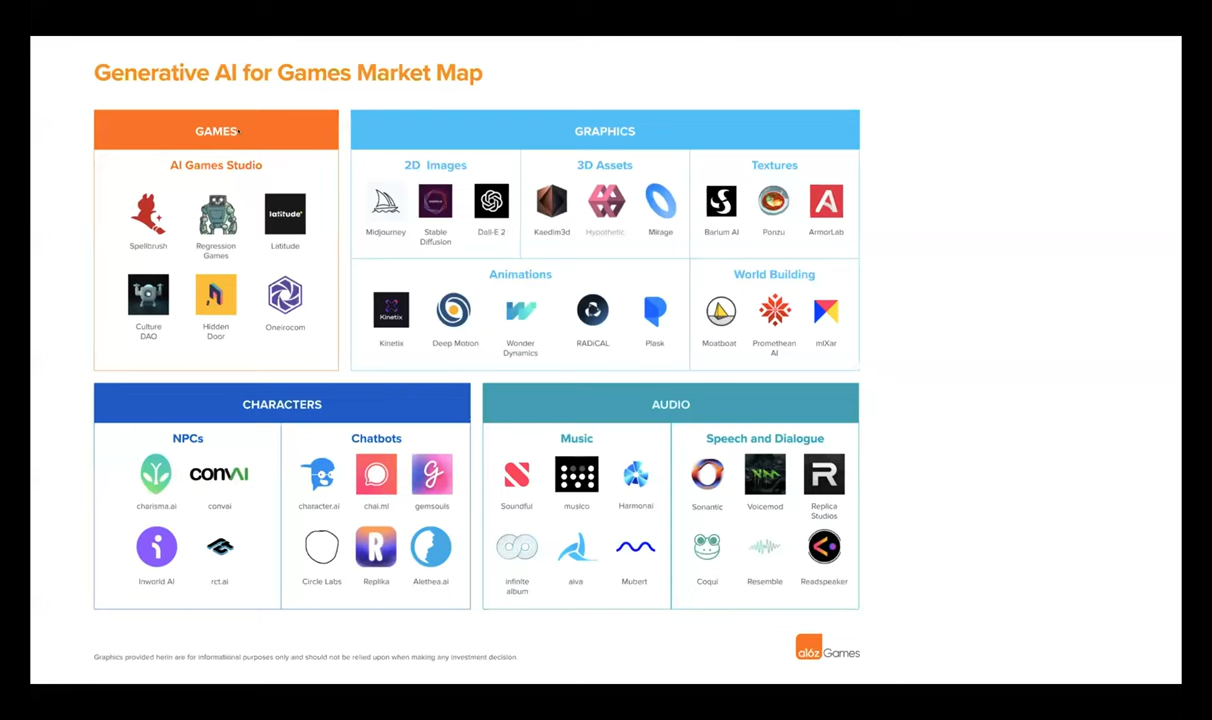 Generative AI for Games Market Map
GAMES
AI Games Studio
Spellbrush
Regression
Games
latitude
Latitude
Culture
DAO
Hidden
Door
Oneirocom
GRAPHICS
2D Images
Midjourney
Stable
Diffusion
Dall-E 2
3D Assets
Kaedim3d
Hypothetic
Mirage
Textures
Barium AI
Ponzu
ArmorLab
Animations
Kinetix
Kinetix
Deep Motion
Wonder
Dynamics
RADiCAL
Plask
World Building
Moatboat
Promethean
AI
mlXar
CHARACTERS
NPCs
charisma.ai
convAI
convai
Inworld AI
rct.ai
Chatbots
character.ai
chai.ml
gemsouls
Circle Labs
R
Replika
Alethea.ai
AUDIO
Music
Soundful
musico
Harmonai
infinite
album
aiva
Mubert
Speech and Dialogue
Sonantic
Voicemod
R
Replica
Studios
Coqui
Resemble
Readspeaker
Graphics provided herin are for informational purposes only and should not be relied upon when making any investment decision.
a16z Games